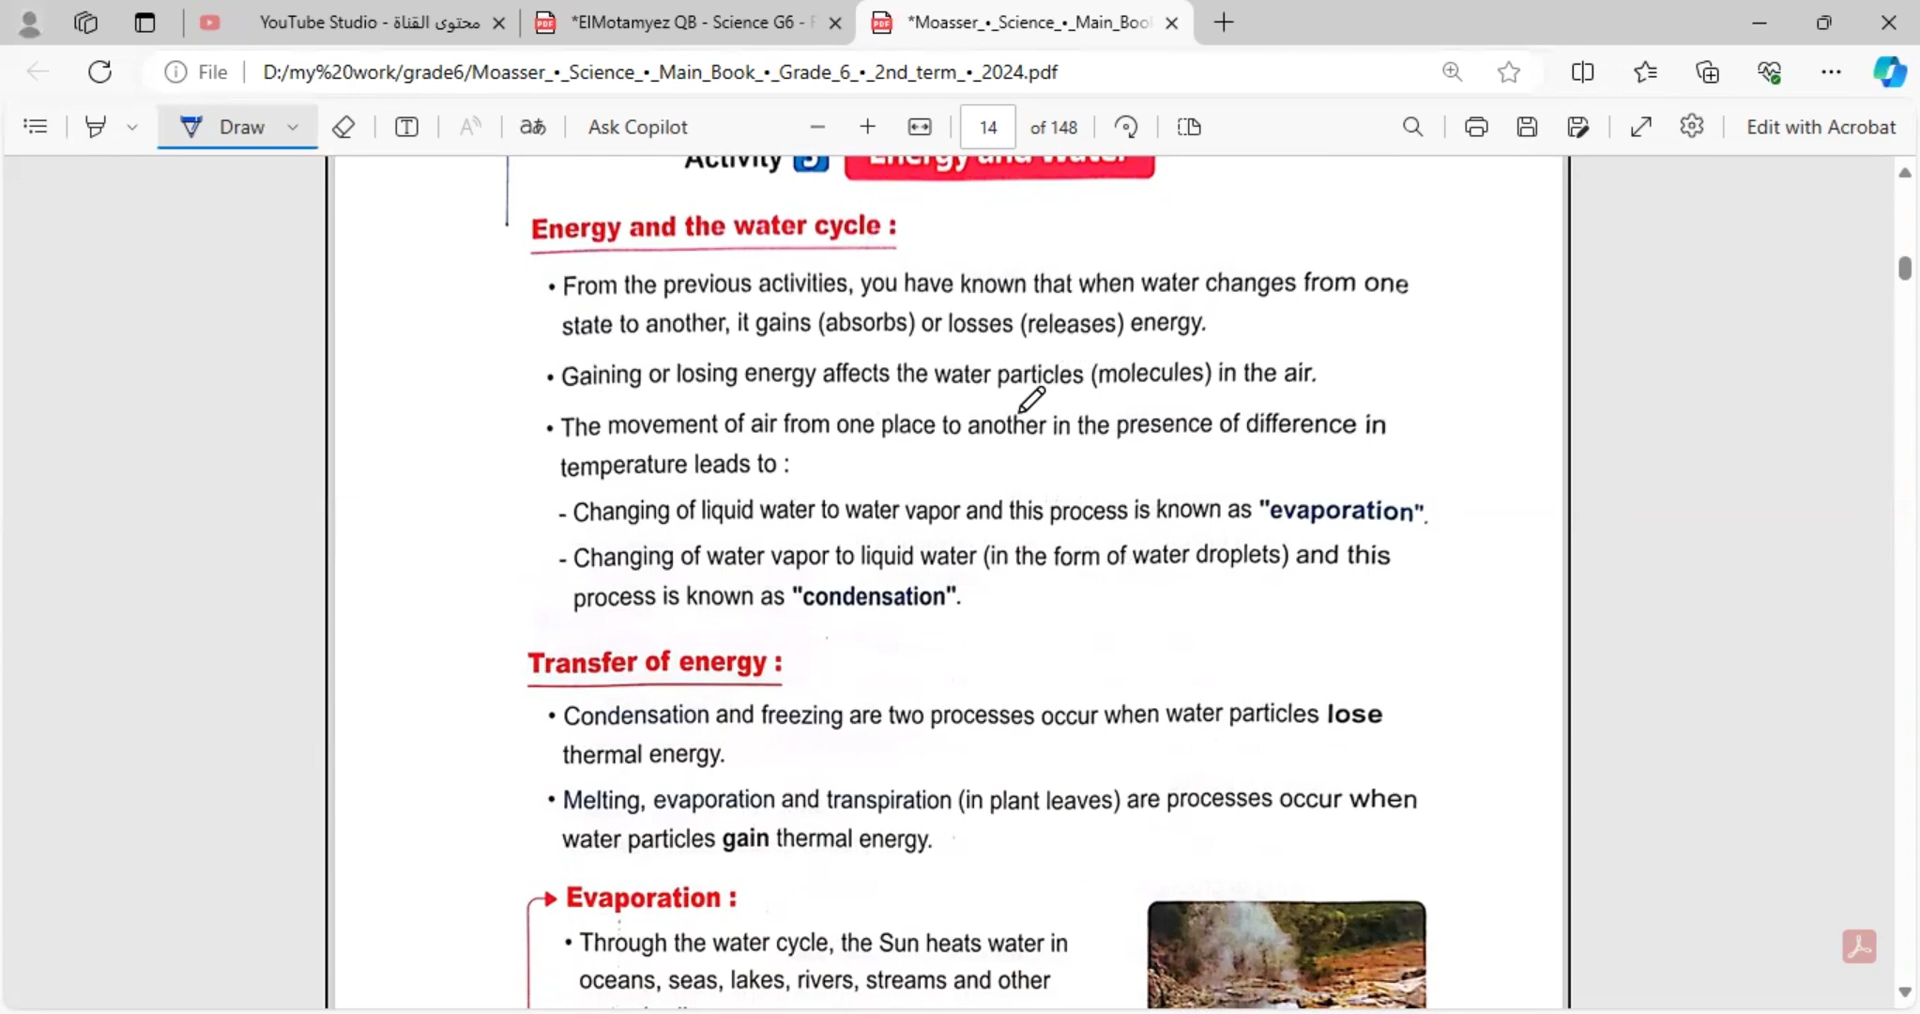 YouTube Studio - محتوى القناة
*ElMotamyez QB - Science G6 -
*Moasser_•_Science_•_Main_Boo
File
D:/my%20work/grade6/Moasser_•_Science_•_Main_Book_•_Grade_6_•_2nd_term_•_2024.pdf
Draw
Ask Copilot
14 of 148
Edit with Acrobat
Activity 5 Energy and Water
Energy and the water cycle :
• From the previous activities, you have known that when water changes from one
state to another, it gains (absorbs) or losses (releases) energy.
• Gaining or losing energy affects the water particles (molecules) in the air.
• The movement of air from one place to another in the presence of difference in
temperature leads to :
- Changing of liquid water to water vapor and this process is known as "evaporation".
- Changing of water vapor to liquid water (in the form of water droplets) and this
process is known as "condensation".
Transfer of energy :
• Condensation and freezing are two processes occur when water particles lose
thermal energy.
• Melting, evaporation and transpiration (in plant leaves) are processes occur when
water particles gain thermal energy.
Evaporation :
• Through the water cycle, the Sun heats water in
oceans, seas, lakes, rivers, streams and other